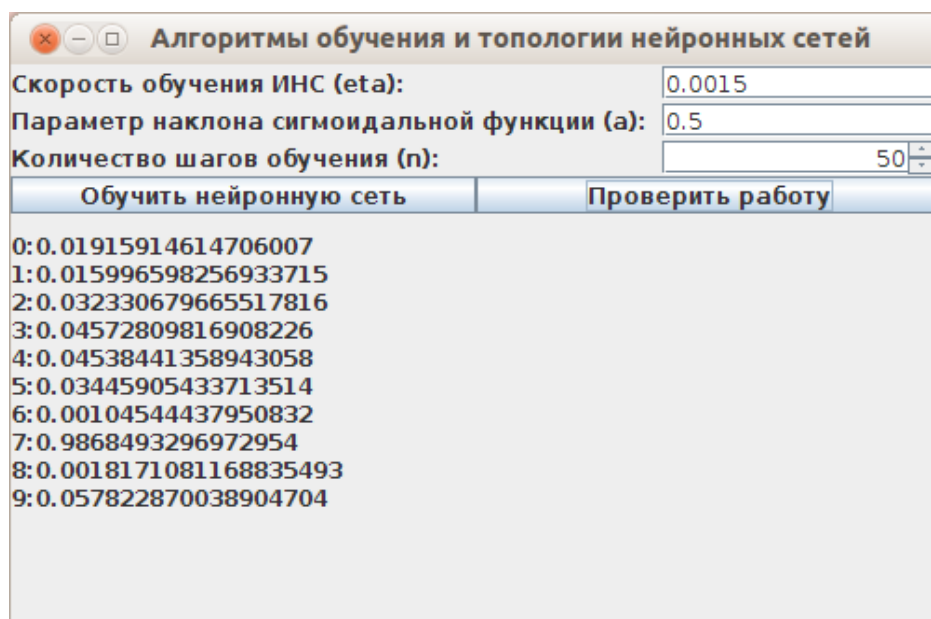 Алгоритмы обучения и топологии нейронных сетей
Скорость обучения ИНС (eta): 0.0015
Параметр наклона сигмоидальной функции (a): 0.5
Количество шагов обучения (n): 50
Обучить нейронную сеть Проверить работу
0:0.01915914614706007
1:0.015996598256933715
2:0.032330679665517816
3:0.04572809816908226
4:0.04538441358943058
5:0.03445905433713514
6:0.00104544437950832
7:0.9868493296972954
8:0.0018171081168835493
9:0.057822870038904704